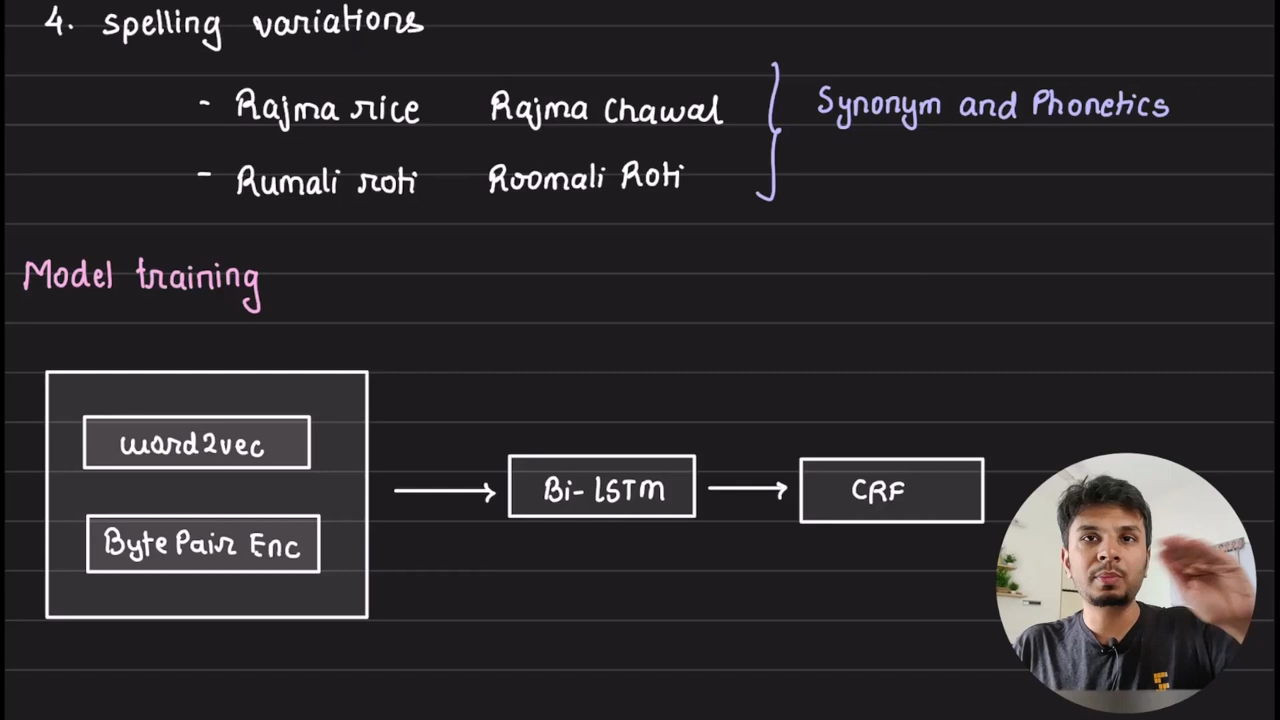 4. Spelling variations
- Rajma rice Rajma Chawal
- Rumali roti Roomali Roti
Synonym and Phonetics
Model training
word2vec
Byte Pair Enc
Bi-LSTM
CRF